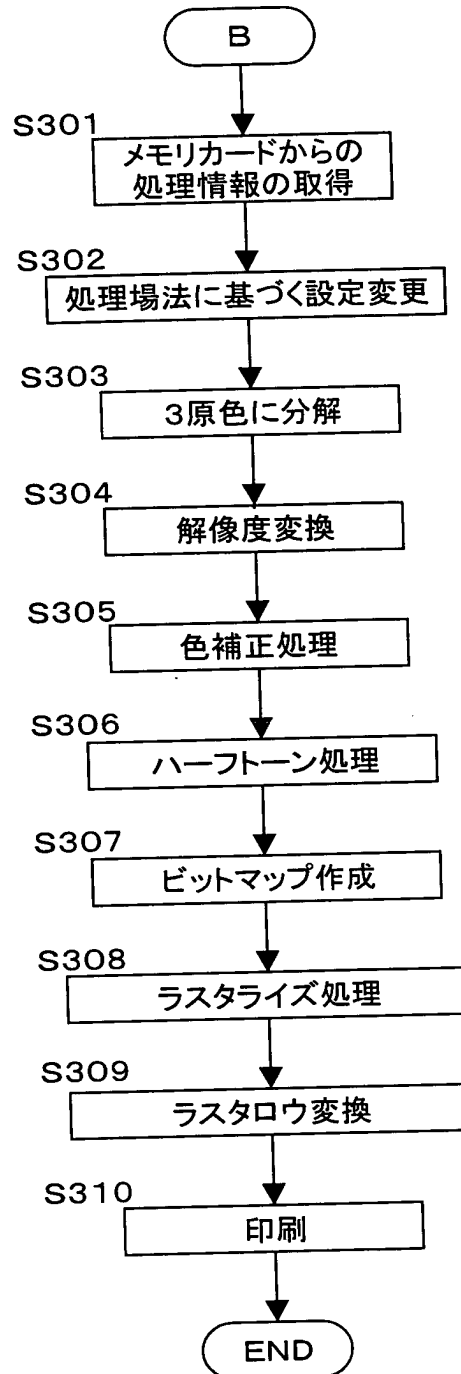 B
S301
メモリカードからの
処理情報の取得
S302
処理場法に基づく設定変更
S303
3原色に分解
S304
解像度変換
S305
色補正処理
S306
ハーフトーン処理
S307
ビットマップ作成
S308
ラスタライズ処理
S309
ラスタロウ変換
S310
印刷
END